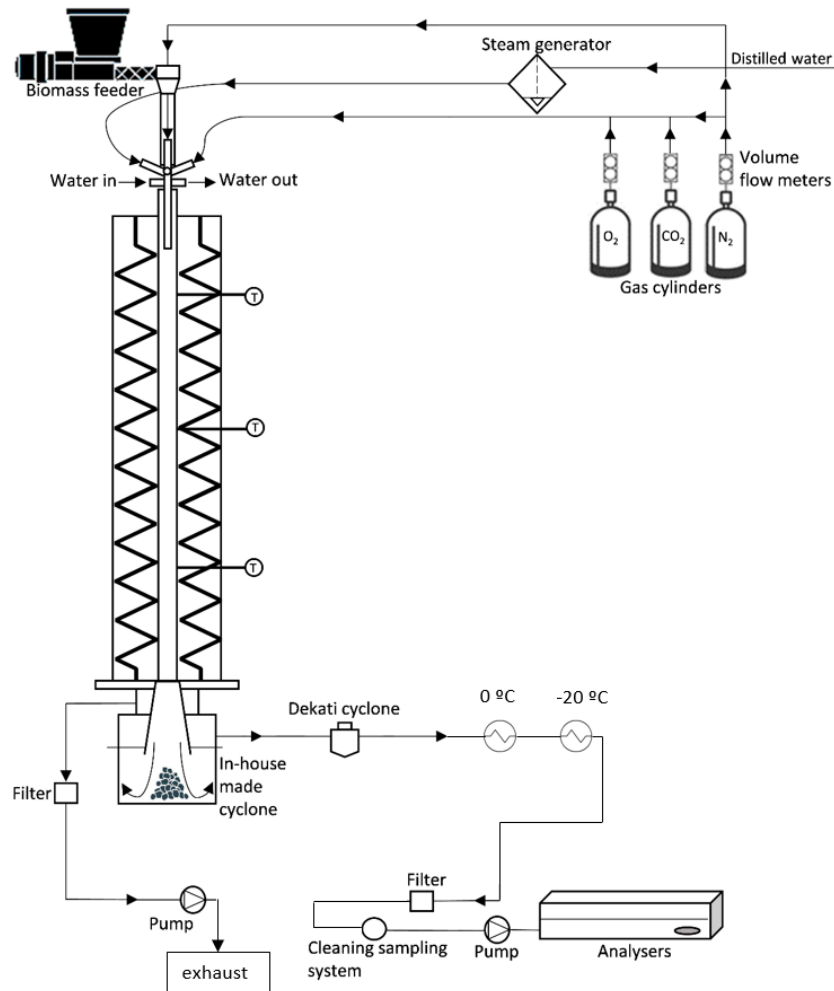 Steam generator
Distilled water
Biomass feeder
Volume
flow meters
Water in
Water out
O2
CO2
N2
Gas cylinders
T
T
T
0 ºC
-20 ºC
Dekati cyclone
In-house
made
cyclone
Filter
Filter
Pump
Cleaning sampling
system
Pump
Analysers
exhaust